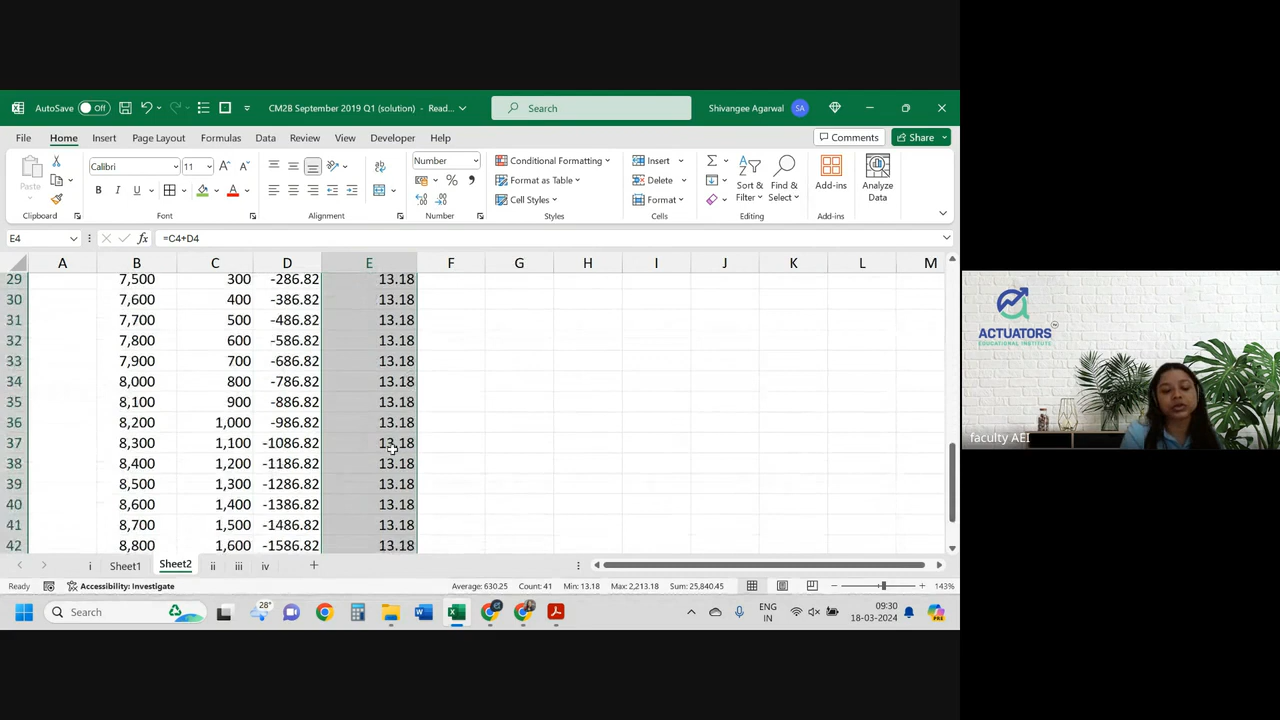 AutoSave Off CM2B September 2019 Q1 (solution) - Read... Search Shivangee Agarwal SA
File Home Insert Page Layout Formulas Data Review View Developer Help Comments Share
Paste Calibri 11 Number Conditional Formatting Insert Sort & Filter Find & Select Add-ins Analyze Data
B I U A Format as Table Delete
Cell Styles Format
Clipboard Font Alignment Number Styles Cells Editing Add-ins
E4 fx =C4+D4
A B C D E F G H I J K L M
29 7,500 300 -286.82 13.18
30 7,600 400 -386.82 13.18
31 7,700 500 -486.82 13.18
32 7,800 600 -586.82 13.18
33 7,900 700 -686.82 13.18
34 8,000 800 -786.82 13.18
35 8,100 900 -886.82 13.18
36 8,200 1,000 -986.82 13.18
37 8,300 1,100 -1086.82 13.18
38 8,400 1,200 -1186.82 13.18
39 8,500 1,300 -1286.82 13.18
40 8,600 1,400 -1386.82 13.18
41 8,700 1,500 -1486.82 13.18
42 8,800 1,600 -1586.82 13.18
i Sheet1 Sheet2 ii iii iv
Ready Accessibility: Investigate Average: 630.25 Count: 41 Min: 13.18 Max: 2,213.18 Sum: 25,840.45 143%
Search 28° ENG IN 09:30 18-03-2024
ACTUATORS
EDUCATIONAL INSTITUTE
faculty AEI